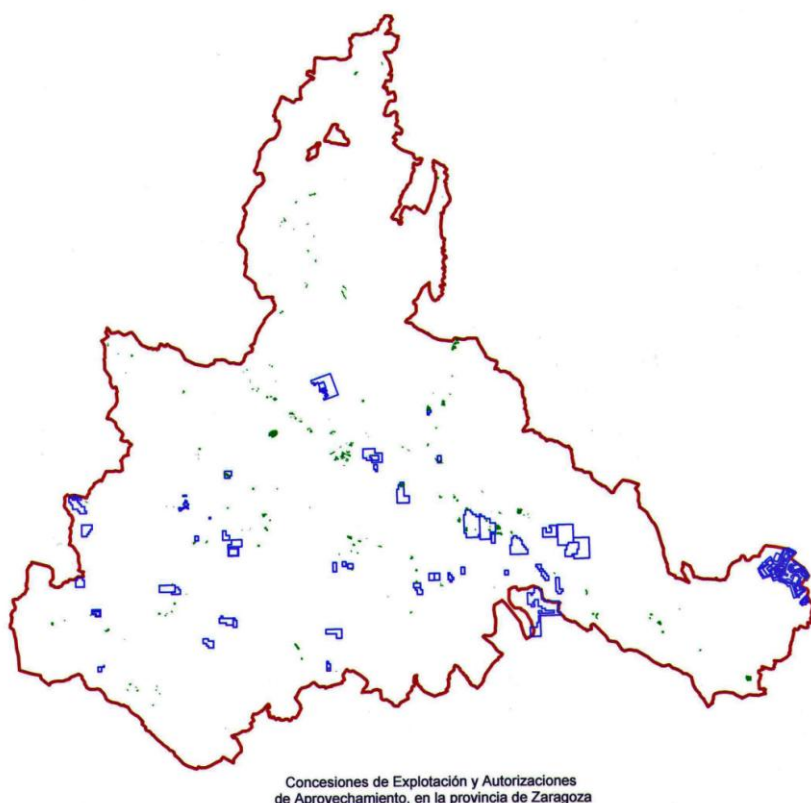 Concesiones de Explotación y Autorizaciones
de Aprovechamiento, en la provincia de Zaragoza